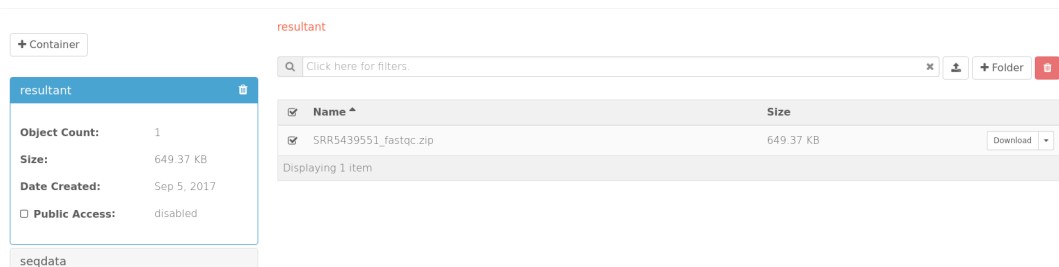 Container
resultant
Object Count: 1
Size: 649.37 KB
Date Created: Sep 5, 2017
Public Access: disabled
seqdata
resultant
Click here for filters.
Folder
Name Size
SRR5439551_fastqc.zip 649.37 KB Download
Displaying 1 item